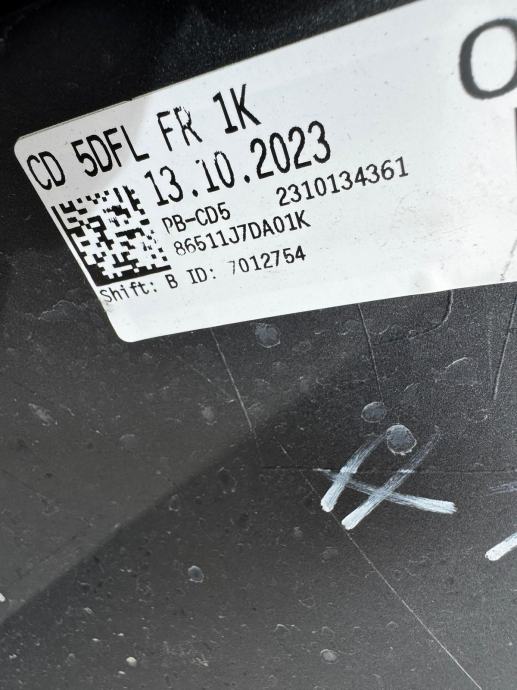 CD 5DFL FR 1K
13.10.2023
PB-CD5 2310134361
86511J7DA01K
Shift: B ID: 7012754